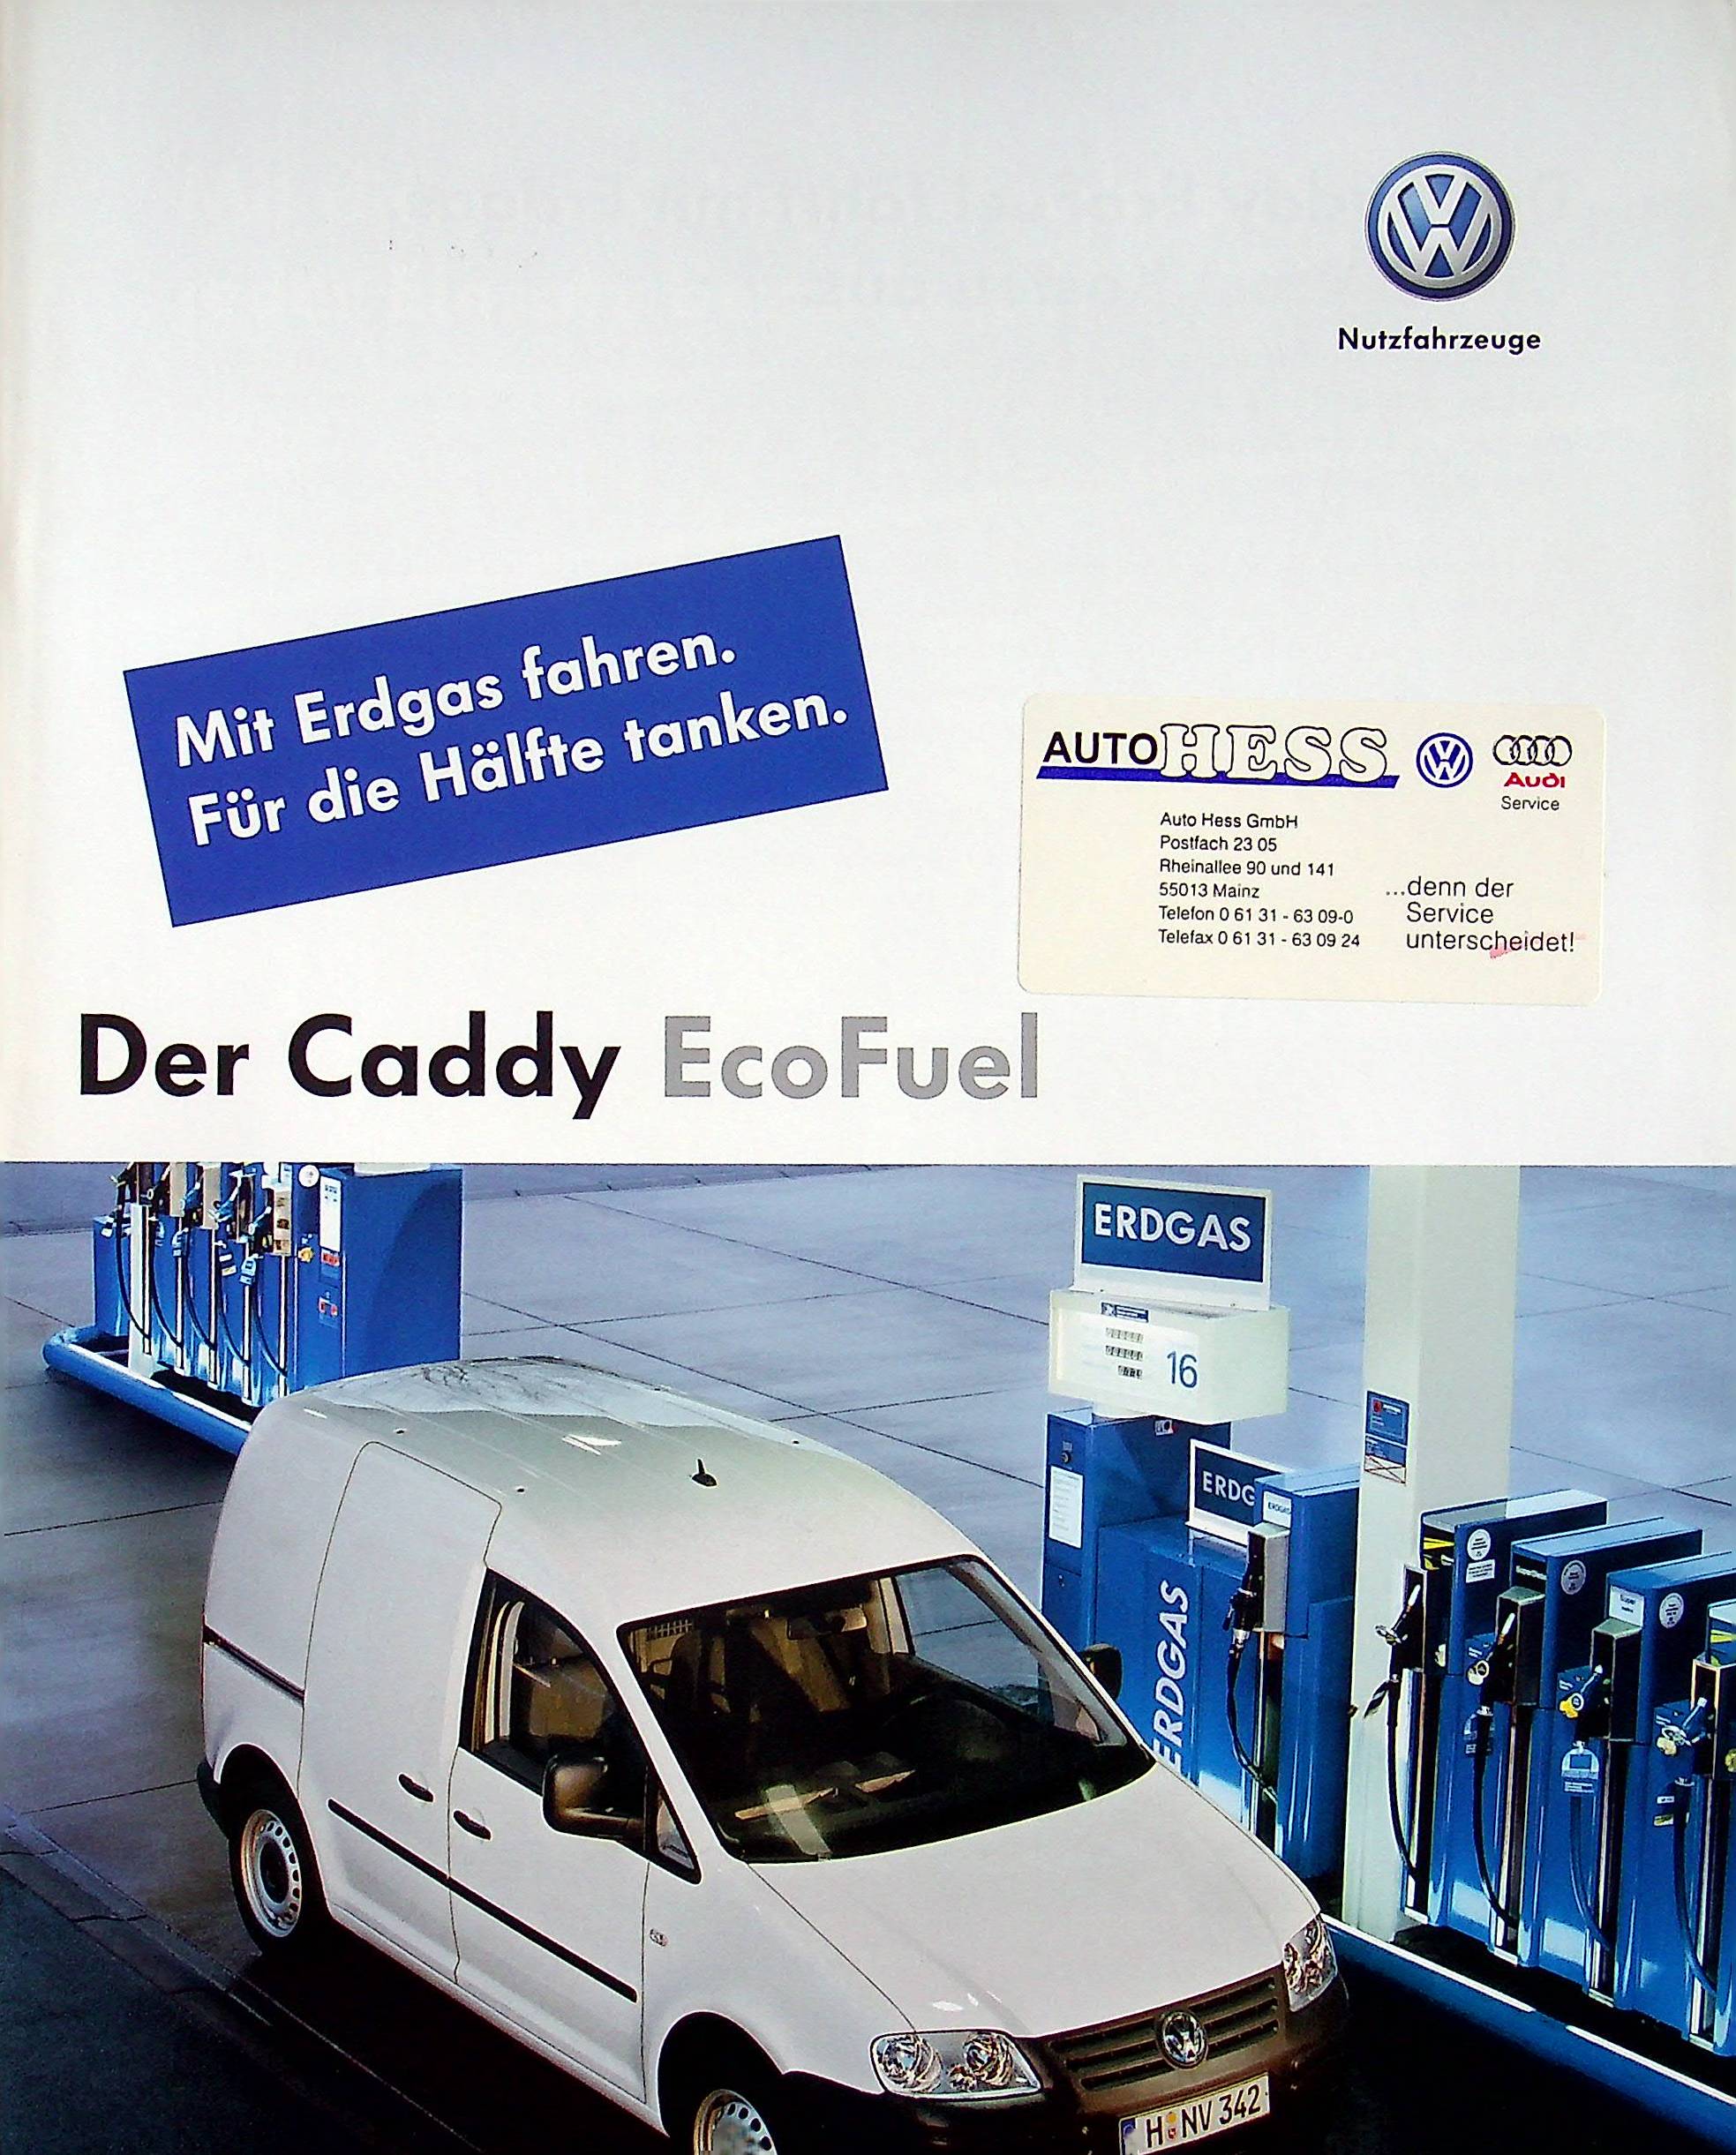 Nutzfahrzeuge
Mit Erdgas fahren.
Für die Hälfte tanken.
AUTO HESS
Audi
Service
Auto Hess GmbH
Postfach 23 05
Rheinallee 90 und 141
55013 Mainz
Telefon 0 61 31 - 63 09-0
Telefax 0 61 31 - 63 09 24
...denn der
Service
unterscheidet!
Der Caddy EcoFuel
ERDGAS
16
ERDG
ERDGAS
ERDGAS
H NV 342